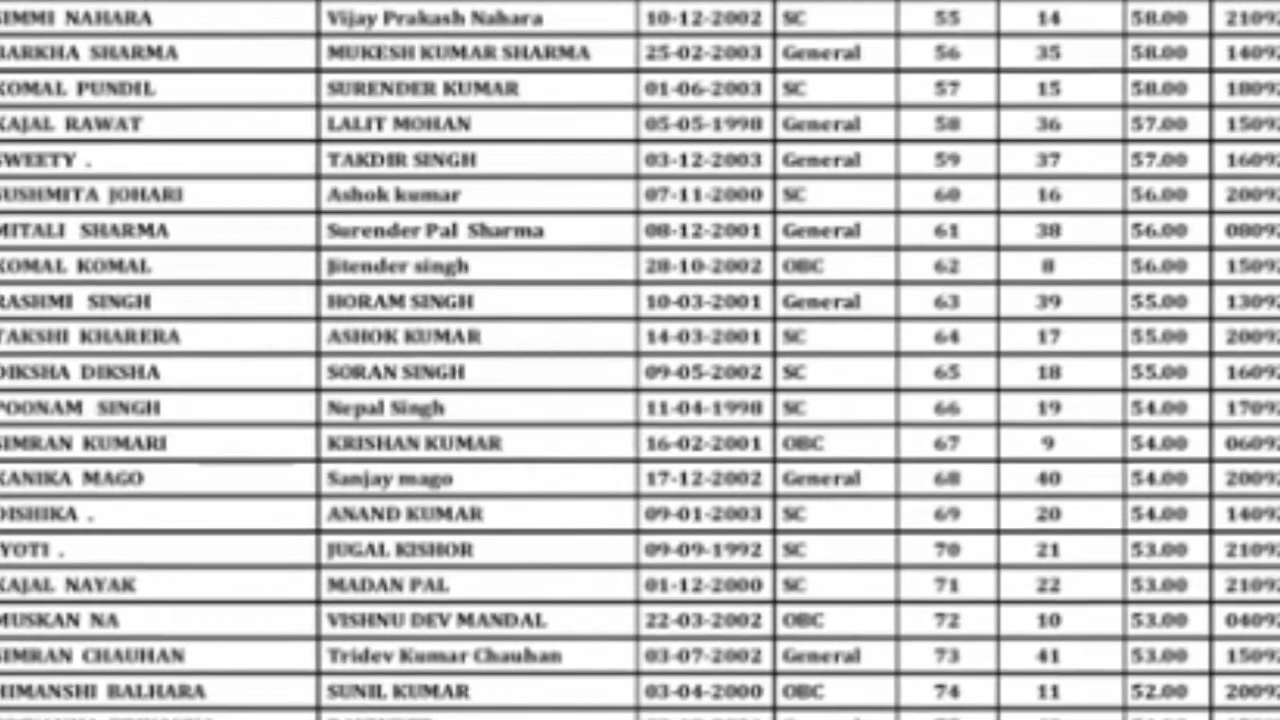 SIMMI NAHARA Vijay Prakash Nahara 10-12-2002 SC 55 14 58.00 2109
BARKHA SHARMA MUKESH KUMAR SHARMA 25-02-2003 General 56 35 58.00 1409
KOMAL PUNDIL SURENDER KUMAR 01-06-2003 SC 57 15 58.00 1809
KAJAL RAWAT LALIT MOHAN 05-05-1998 General 58 36 57.00 1509
SWEETY . TAKDIR SINGH 03-12-2003 General 59 37 57.00 1609
SUSHMITA JOHARI Ashok kumar 07-11-2000 SC 60 16 56.00 2009
MITALI SHARMA Surender Pal Sharma 08-12-2001 General 61 38 56.00 0809
KOMAL KOMAL Jitender singh 28-10-2002 OBC 62 8 56.00 1509
RASHMI SINGH HORAM SINGH 10-03-2001 General 63 39 55.00 1309
TAKSHI KHARERA ASHOK KUMAR 14-03-2001 SC 64 17 55.00 2009
DIKSHA DIKSHA SORAN SINGH 09-05-2002 SC 65 18 55.00 1609
POONAM SINGH Nepal Singh 11-04-1998 SC 66 19 54.00 1709
SIMRAN KUMARI KRISHAN KUMAR 16-02-2001 OBC 67 9 54.00 0609
KANIKA MAGO Sanjay mago 17-12-2002 General 68 40 54.00 2009
DISHIKA . ANAND KUMAR 09-01-2003 SC 69 20 54.00 1409
JYOTI . JUGAL KISHOR 09-09-1992 SC 70 21 53.00 2109
KAJAL NAYAK MADAN PAL 01-12-2000 SC 71 22 53.00 2109
MUSKAN NA VISHNU DEV MANDAL 22-03-2002 OBC 72 10 53.00 0409
SIMRAN CHAUHAN Tridev Kumar Chauhan 03-07-2002 General 73 41 53.00 1509
HIMANSHI BALHARA SUNIL KUMAR 03-04-2000 OBC 74 11 52.00 2009